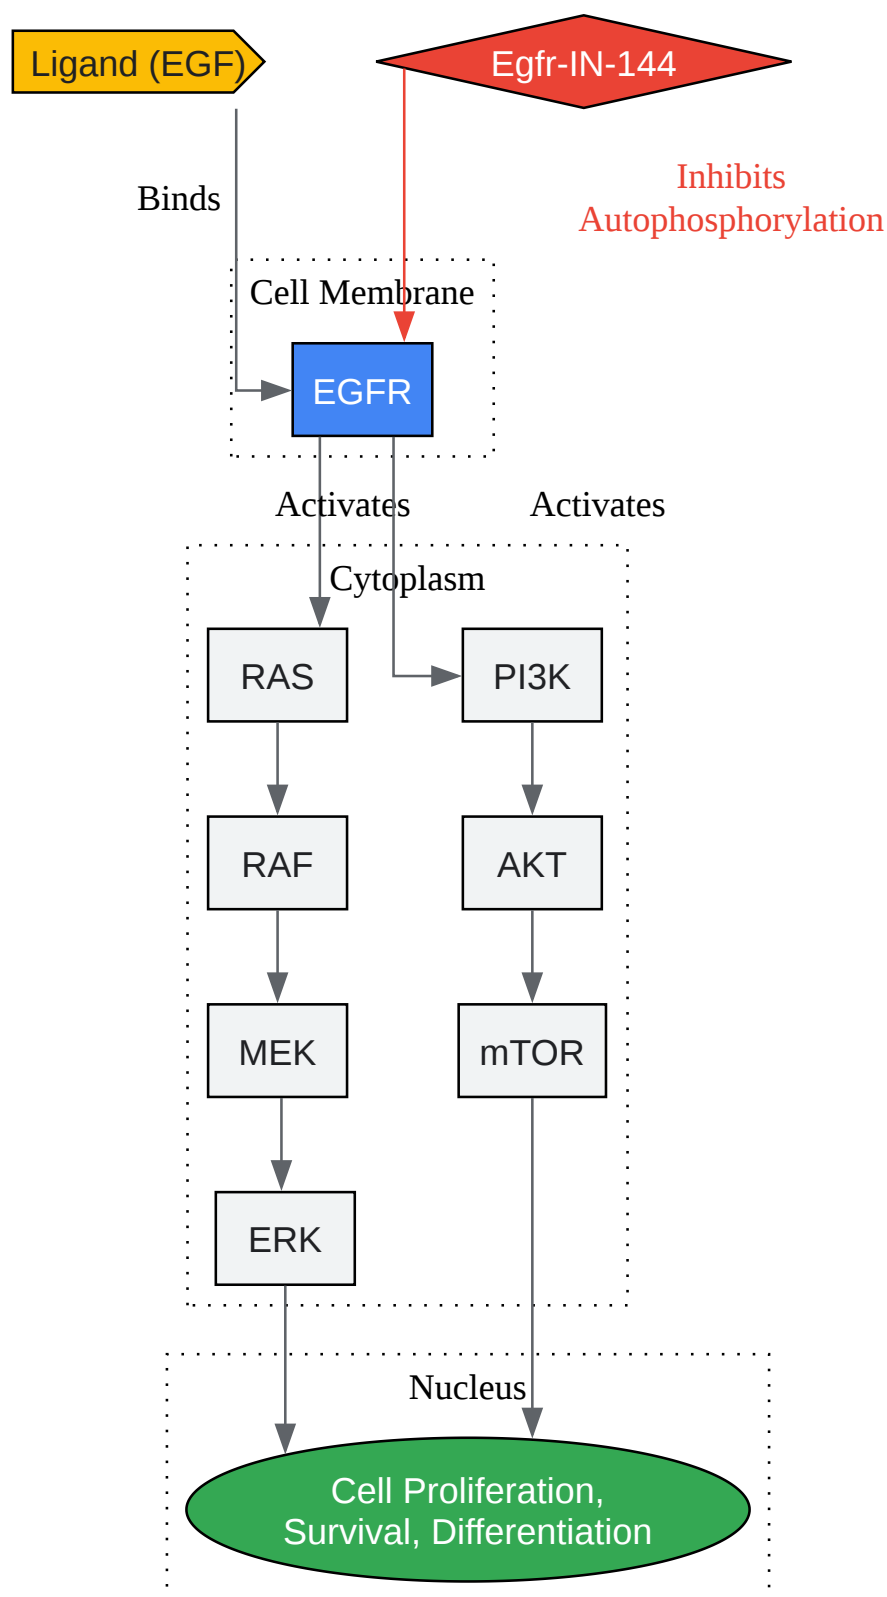 Ligand (EGF)
Egfr-IN-144
Binds
Inhibits
Autophosphorylation
Cell Membrane
EGFR
Activates
Activates
Cytoplasm
RAS
PI3K
RAF
AKT
MEK
mTOR
ERK
Nucleus
Cell Proliferation,
Survival, Differentiation